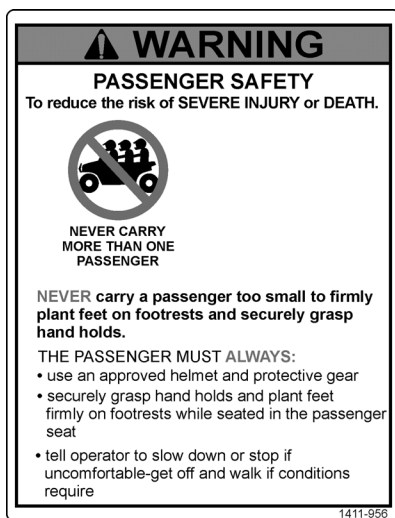 WARNING
PASSENGER SAFETY
To reduce the risk of SEVERE INJURY or DEATH.
NEVER CARRY
MORE THAN ONE
PASSENGER
NEVER carry a passenger too small to firmly
plant feet on footrests and securely grasp
hand holds.
THE PASSENGER MUST ALWAYS:
• use an approved helmet and protective gear
• securely grasp hand holds and plant feet
firmly on footrests while seated in the passenger
seat
• tell operator to slow down or stop if
uncomfortable-get off and walk if conditions
require
1411-956